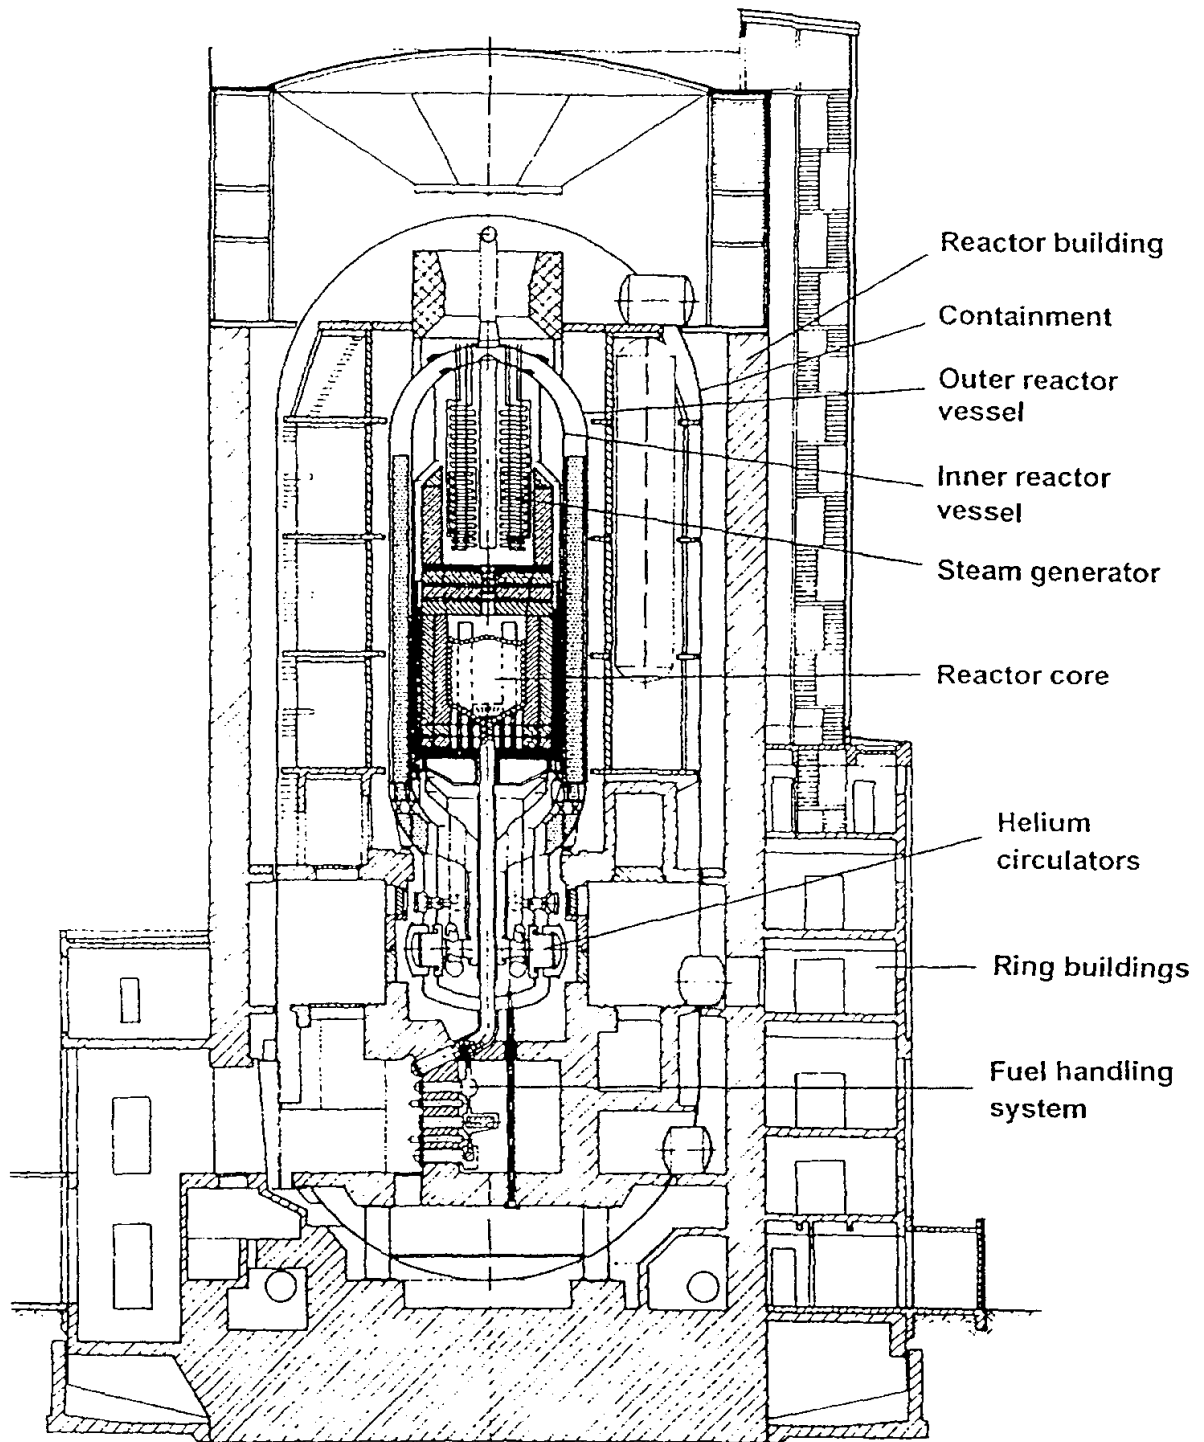 Reactor building
Containment
Outer reactor
vessel
Inner reactor
vessel
Steam generator
Reactor core
Helium
circulators
Ring buildings
Fuel handling
system